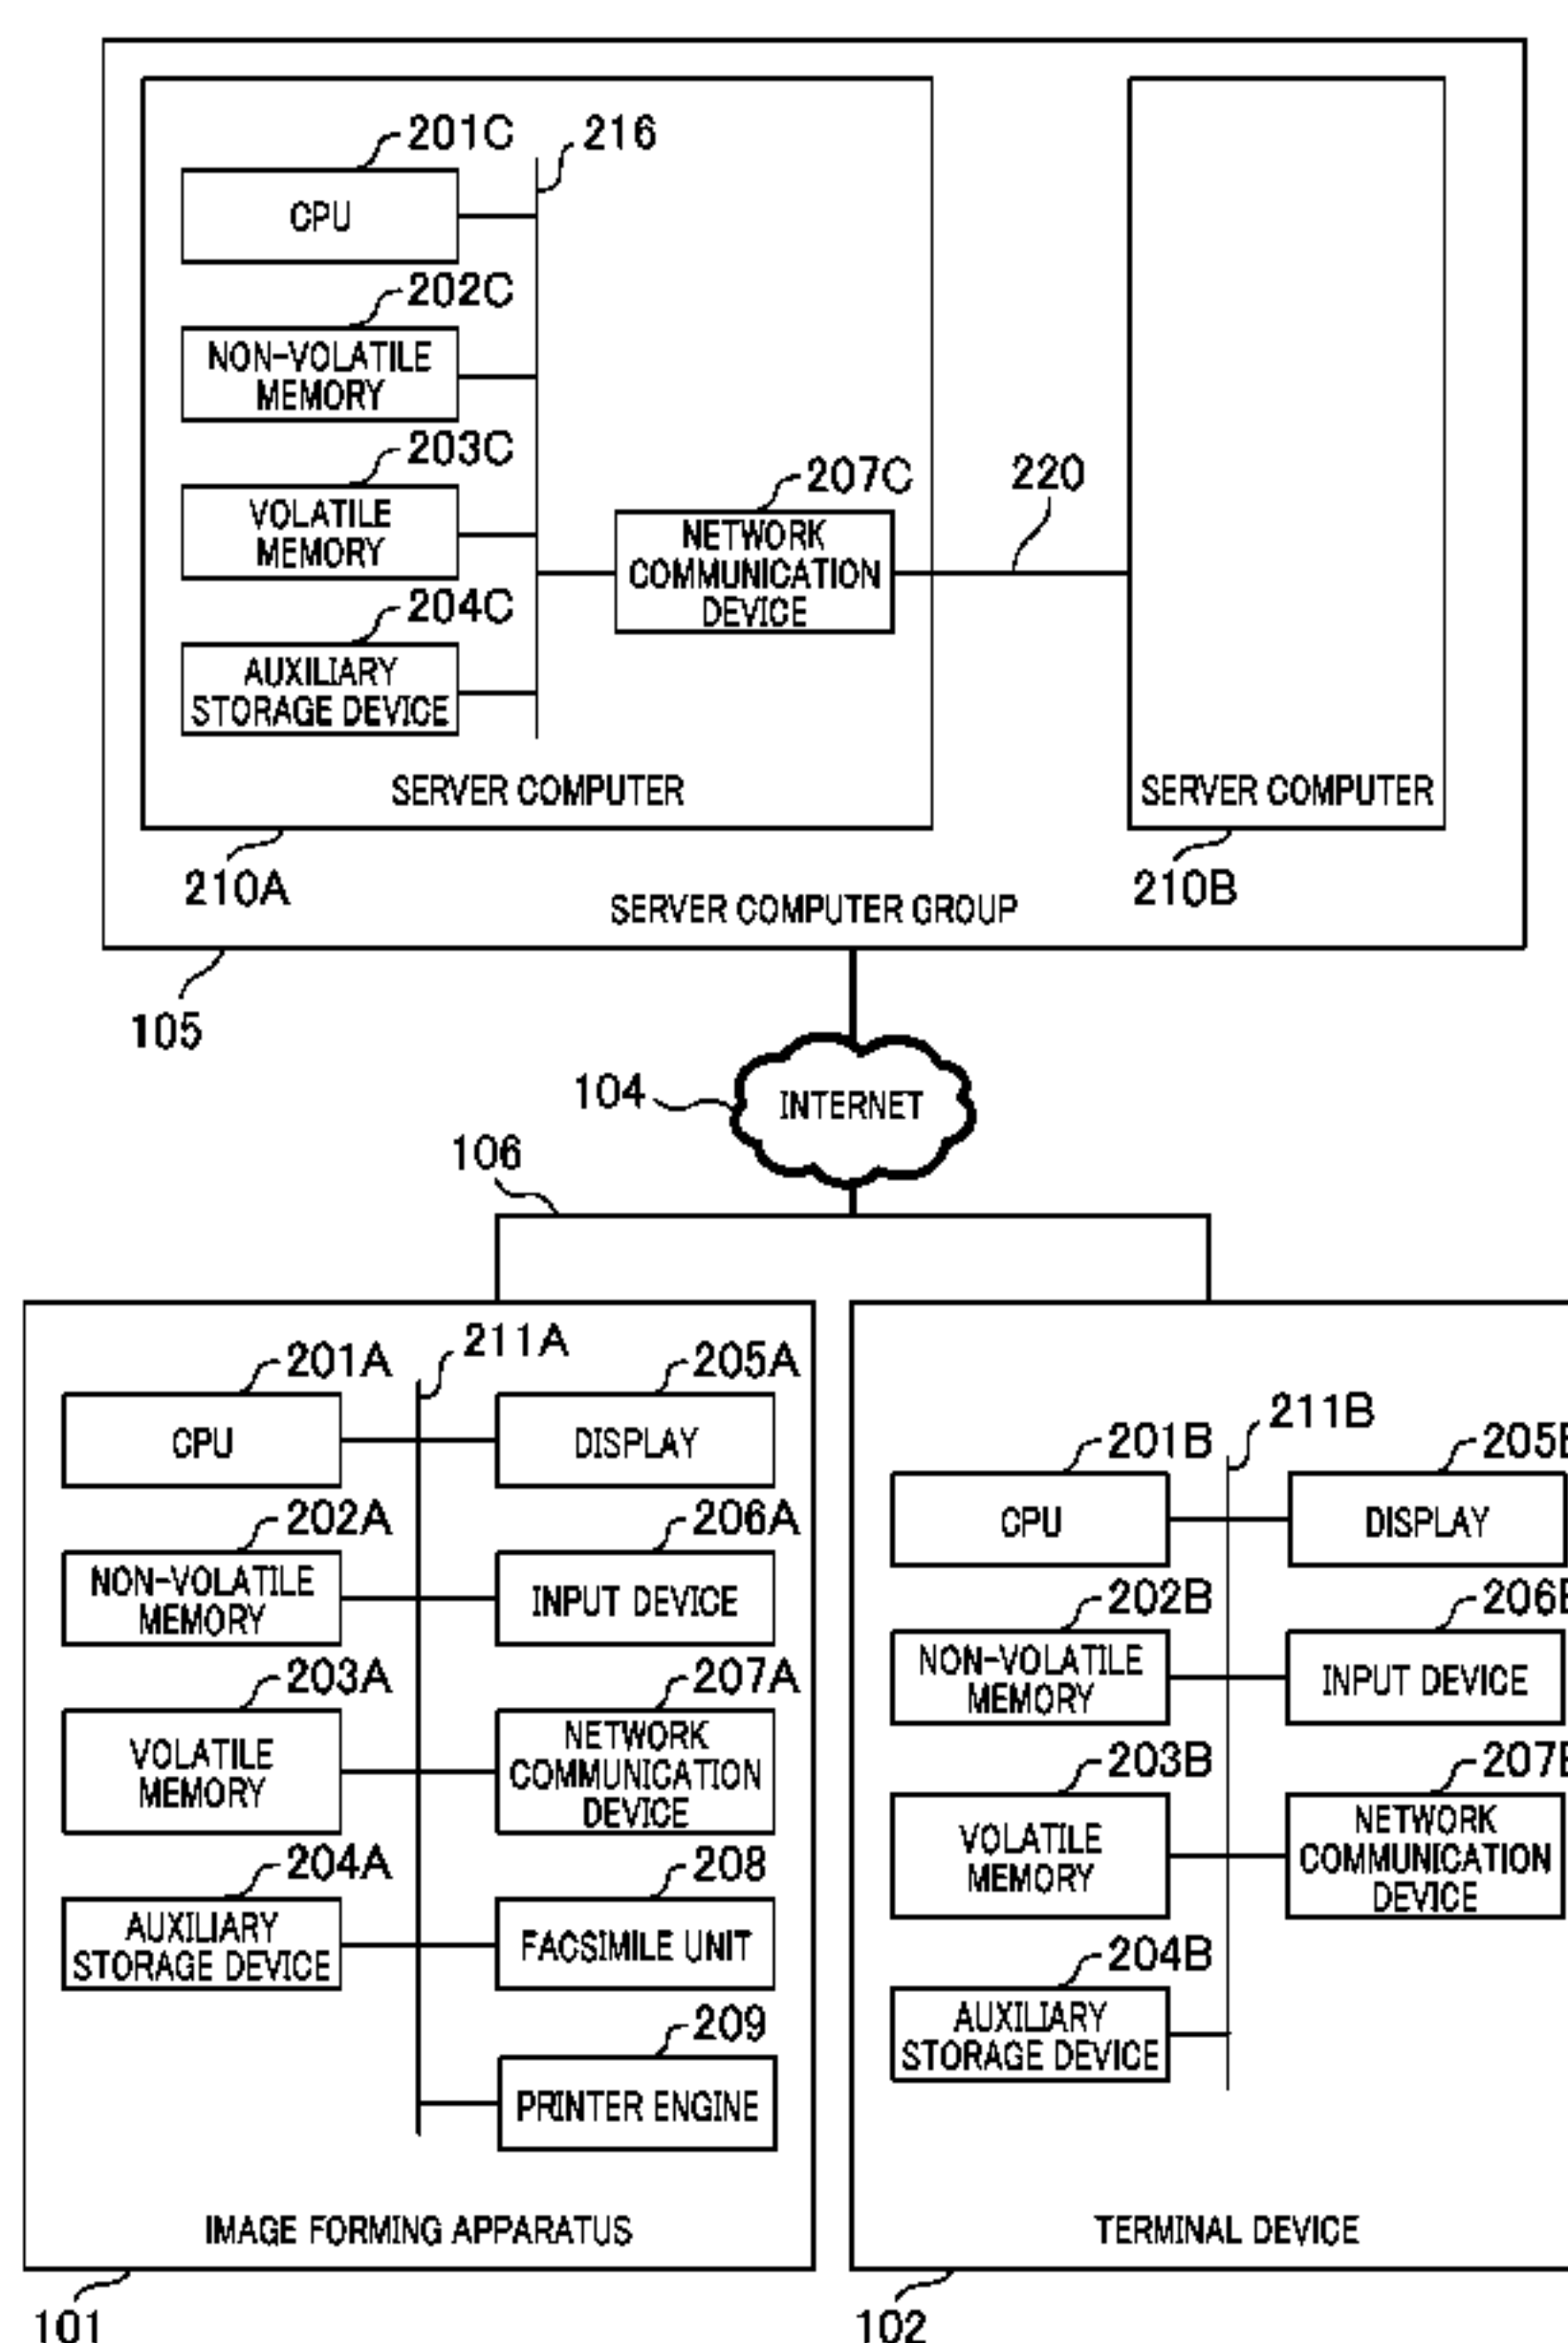 201C
216
CPU
202C
NON-VOLATILE
MEMORY
203C
VOLATILE
MEMORY
207C
220
NETWORK
COMMUNICATION
DEVICE
204C
AUXILIARY
STORAGE DEVICE
SERVER COMPUTER
SERVER COMPUTER
210A
210B
SERVER COMPUTER GROUP
105
104
INTERNET
106
201A
211A
205A
CPU
DISPLAY
202A
206A
NON-VOLATILE
MEMORY
INPUT DEVICE
203A
207A
VOLATILE
MEMORY
NETWORK
COMMUNICATION
DEVICE
204A
208
AUXILIARY
STORAGE DEVICE
FACSIMILE UNIT
209
PRINTER ENGINE
IMAGE FORMING APPARATUS
101
201B
211B
205B
CPU
DISPLAY
202B
206B
NON-VOLATILE
MEMORY
INPUT DEVICE
203B
207B
VOLATILE
MEMORY
NETWORK
COMMUNICATION
DEVICE
204B
AUXILIARY
STORAGE DEVICE
TERMINAL DEVICE
102